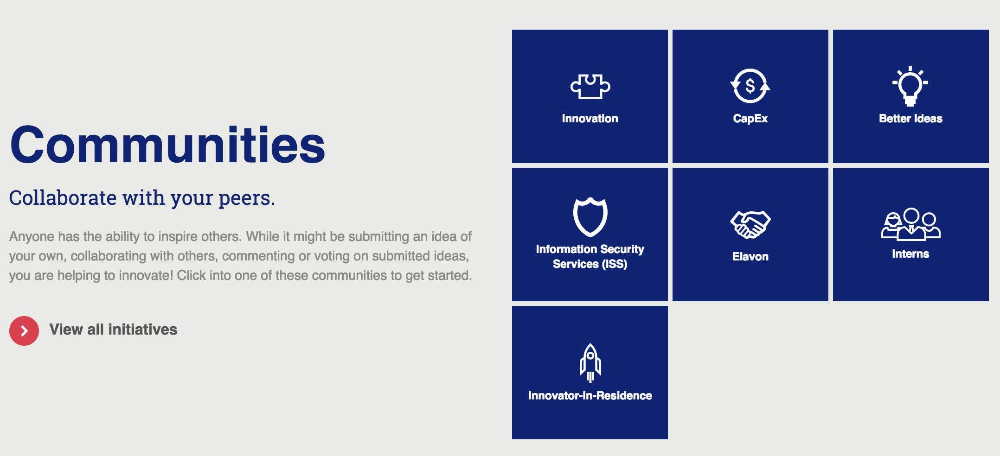 Communities
Collaborate with your peers.
Anyone has the ability to inspire others. While it might be submitting an idea of
your own, collaborating with others, commenting or voting on submitted ideas,
you are helping to innovate! Click into one of these communities to get started.
View all initiatives
Innovation
$
CapEx
Better Ideas
Information Security
Services (ISS)
Elavon
Interns
Innovator-In-Residence